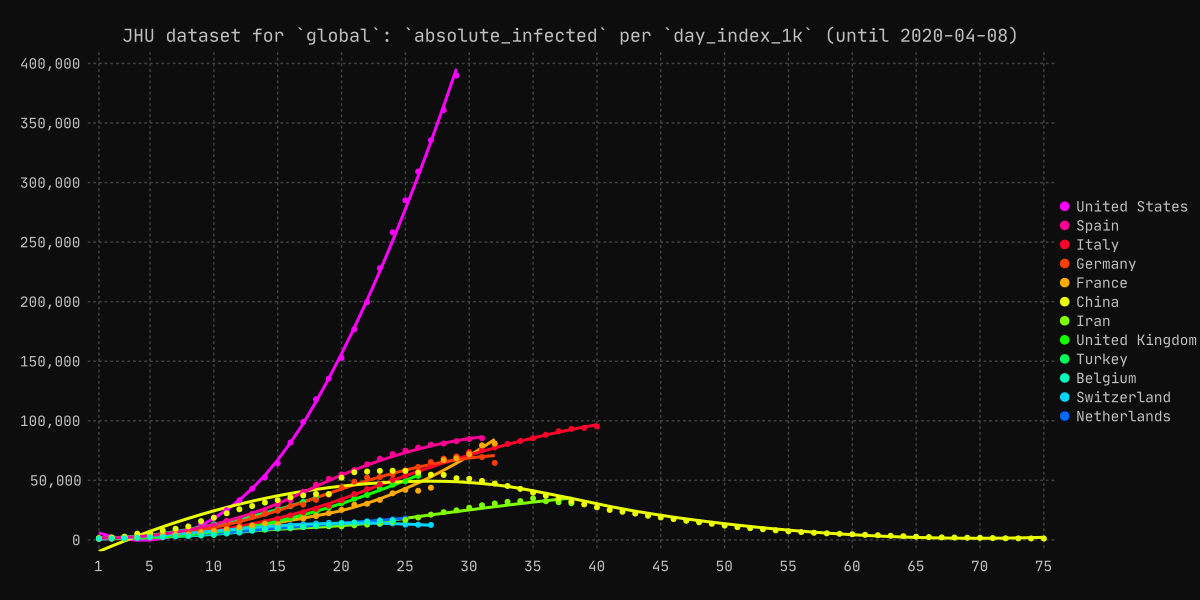 JHU dataset for `global`: `absolute_infected` per `day_index_1k` (until 2020-04-08)
400,000
350,000
300,000
250,000
200,000
150,000
100,000
50,000
0
1 5 10 15 20 25 30 35 40 45 50 55 60 65 70 75
United States
Spain
Italy
Germany
France
China
Iran
United Kingdom
Turkey
Belgium
Switzerland
Netherlands